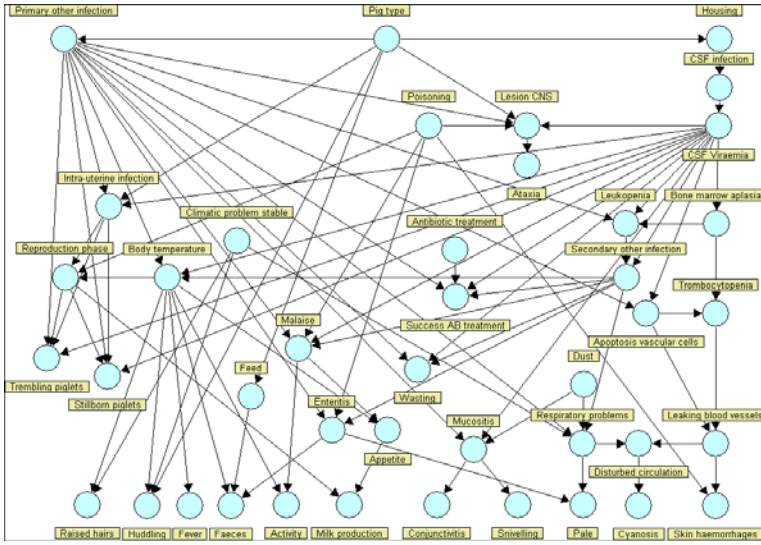 Primary other infection
Pig type
Housing
CSF infection
Poisoning
Lesion CNS
CSF Viraemia
Intra-uterine infection
Ataxia
Leukopenia
Bone marrow aplasia
Climatic problem stable
Antibiotic treatment
Reproduction phase
Body temperature
Secondary other infection
Trombocytopenia
Malaise
Success AB treatment
Apoptosis vascular cells
Dust
Feed
Trembling piglets
Stillborn piglets
Enteritis
Wasting
Mucositis
Respiratory problems
Leaking blood vessels
Appetite
Disturbed circulation
Raised hairs
Huddling
Fever
Faeces
Activity
Milk production
Conjunctivitis
Snivelling
Pale
Cyanosis
Skin haemorrhages